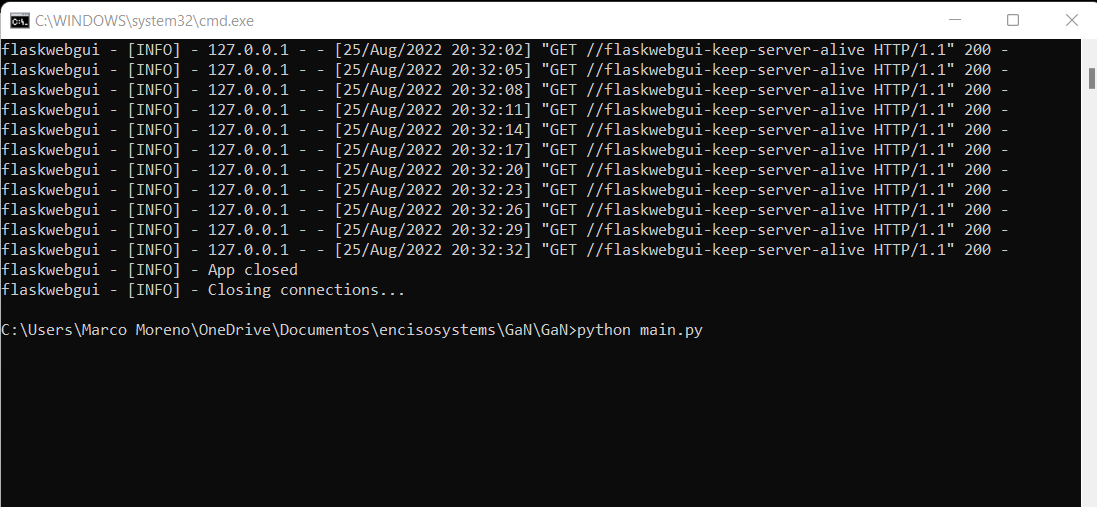 C:\WINDOWS\system32\cmd.exe
flaskwebgui - [INFO] - 127.0.0.1 - - [25/Aug/2022 20:32:02] "GET //flaskwebgui-keep-server-alive HTTP/1.1" 200 -
flaskwebgui - [INFO] - 127.0.0.1 - - [25/Aug/2022 20:32:05] "GET //flaskwebgui-keep-server-alive HTTP/1.1" 200 -
flaskwebgui - [INFO] - 127.0.0.1 - - [25/Aug/2022 20:32:08] "GET //flaskwebgui-keep-server-alive HTTP/1.1" 200 -
flaskwebgui - [INFO] - 127.0.0.1 - - [25/Aug/2022 20:32:11] "GET //flaskwebgui-keep-server-alive HTTP/1.1" 200 -
flaskwebgui - [INFO] - 127.0.0.1 - - [25/Aug/2022 20:32:14] "GET //flaskwebgui-keep-server-alive HTTP/1.1" 200 -
flaskwebgui - [INFO] - 127.0.0.1 - - [25/Aug/2022 20:32:17] "GET //flaskwebgui-keep-server-alive HTTP/1.1" 200 -
flaskwebgui - [INFO] - 127.0.0.1 - - [25/Aug/2022 20:32:20] "GET //flaskwebgui-keep-server-alive HTTP/1.1" 200 -
flaskwebgui - [INFO] - 127.0.0.1 - - [25/Aug/2022 20:32:23] "GET //flaskwebgui-keep-server-alive HTTP/1.1" 200 -
flaskwebgui - [INFO] - 127.0.0.1 - - [25/Aug/2022 20:32:26] "GET //flaskwebgui-keep-server-alive HTTP/1.1" 200 -
flaskwebgui - [INFO] - 127.0.0.1 - - [25/Aug/2022 20:32:29] "GET //flaskwebgui-keep-server-alive HTTP/1.1" 200 -
flaskwebgui - [INFO] - 127.0.0.1 - - [25/Aug/2022 20:32:32] "GET //flaskwebgui-keep-server-alive HTTP/1.1" 200 -
flaskwebgui - [INFO] - App closed
flaskwebgui - [INFO] - Closing connections...
C:\Users\Marco Moreno\OneDrive\Documentos\encisosystems\GaN\GaN>python main.py